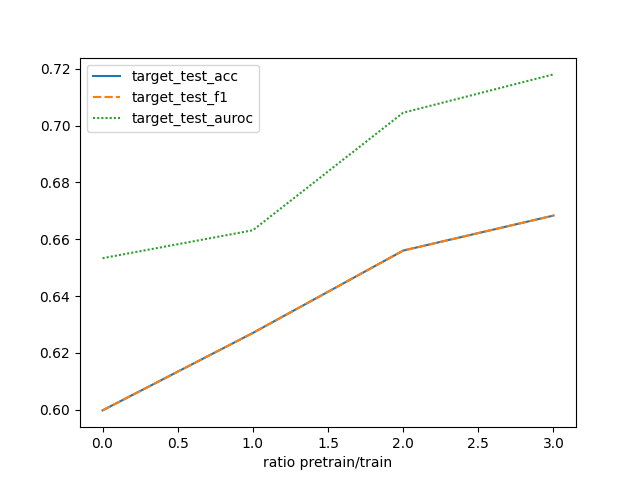 target_test_acc
target_test_f1
target_test_auroc
0.72
0.70
0.68
0.66
0.64
0.62
0.60
0.0 0.5 1.0 1.5 2.0 2.5 3.0
ratio pretrain/train